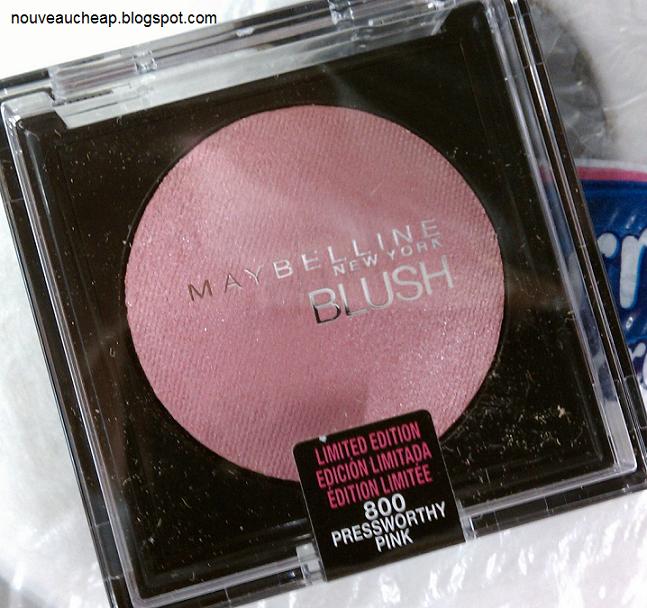 nouveaucheap.blogspot.com
MAYBELLINE
NEW YORK
BLUSH
LIMITED EDITION
EDICIÓN LIMITADA
ÉDITION LIMITÉE
800
PRESSWORTHY
PINK